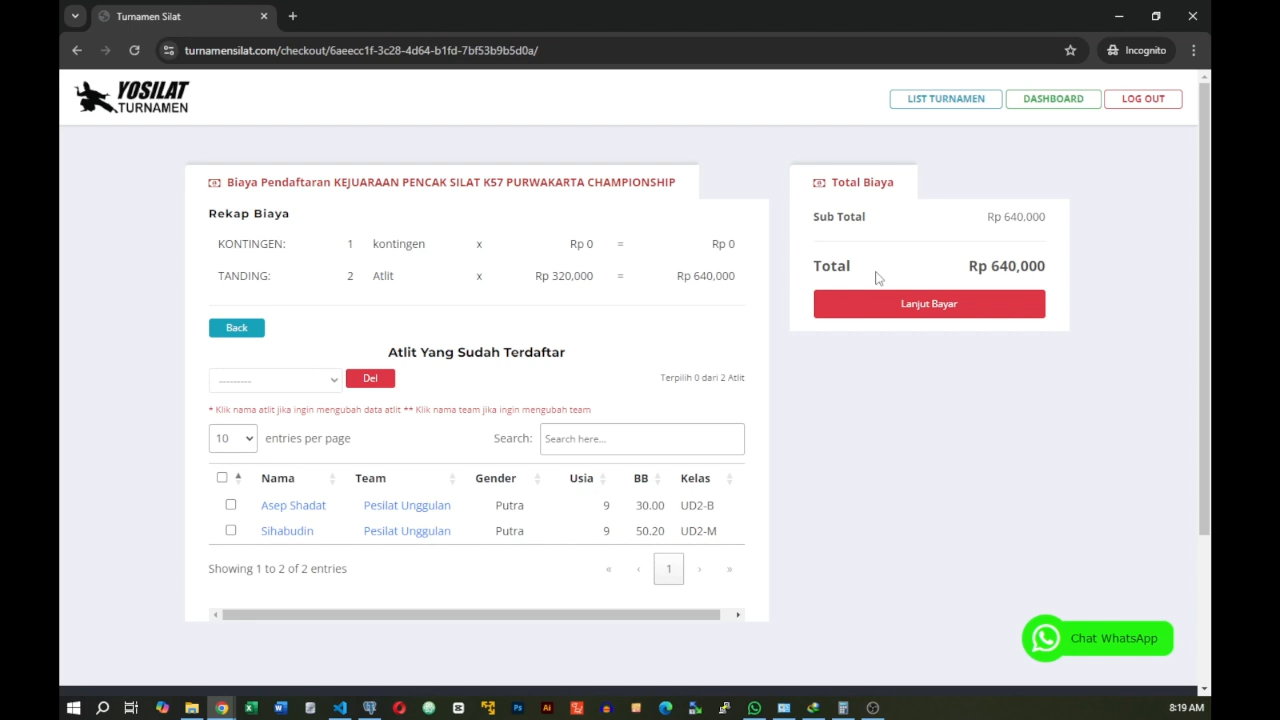 Turnamen Silat
turnamensilat.com/checkout/6aeecc1f-3c28-4d64-b1fd-7bf53b9b5d0a/
Incognito
YOSILAT
TURNAMEN
LIST TURNAMEN
DASHBOARD
LOG OUT
Biaya Pendaftaran KEJUARAAN PENCAK SILAT K57 PURWAKARTA CHAMPIONSHIP
Rekap Biaya
KONTINGEN: 1 kontingen x Rp 0 = Rp 0
TANDING: 2 Atlit x Rp 320,000 = Rp 640,000
Back
Atlit Yang Sudah Terdaftar
--------- Del Terpilih 0 dari 2 Atlit
* Klik nama atlit jika ingin mengubah data atlit ** Klik nama team jika ingin mengubah team
10 entries per page Search: Search here...
Nama Team Gender Usia BB Kelas
Asep Shadat Pesilat Unggulan Putra 9 30.00 UD2-B
Sihabudin Pesilat Unggulan Putra 9 50.20 UD2-M
Showing 1 to 2 of 2 entries « ‹ 1 › »
Total Biaya
Sub Total Rp 640,000
Total Rp 640,000
Lanjut Bayar
Chat WhatsApp
8:19 AM